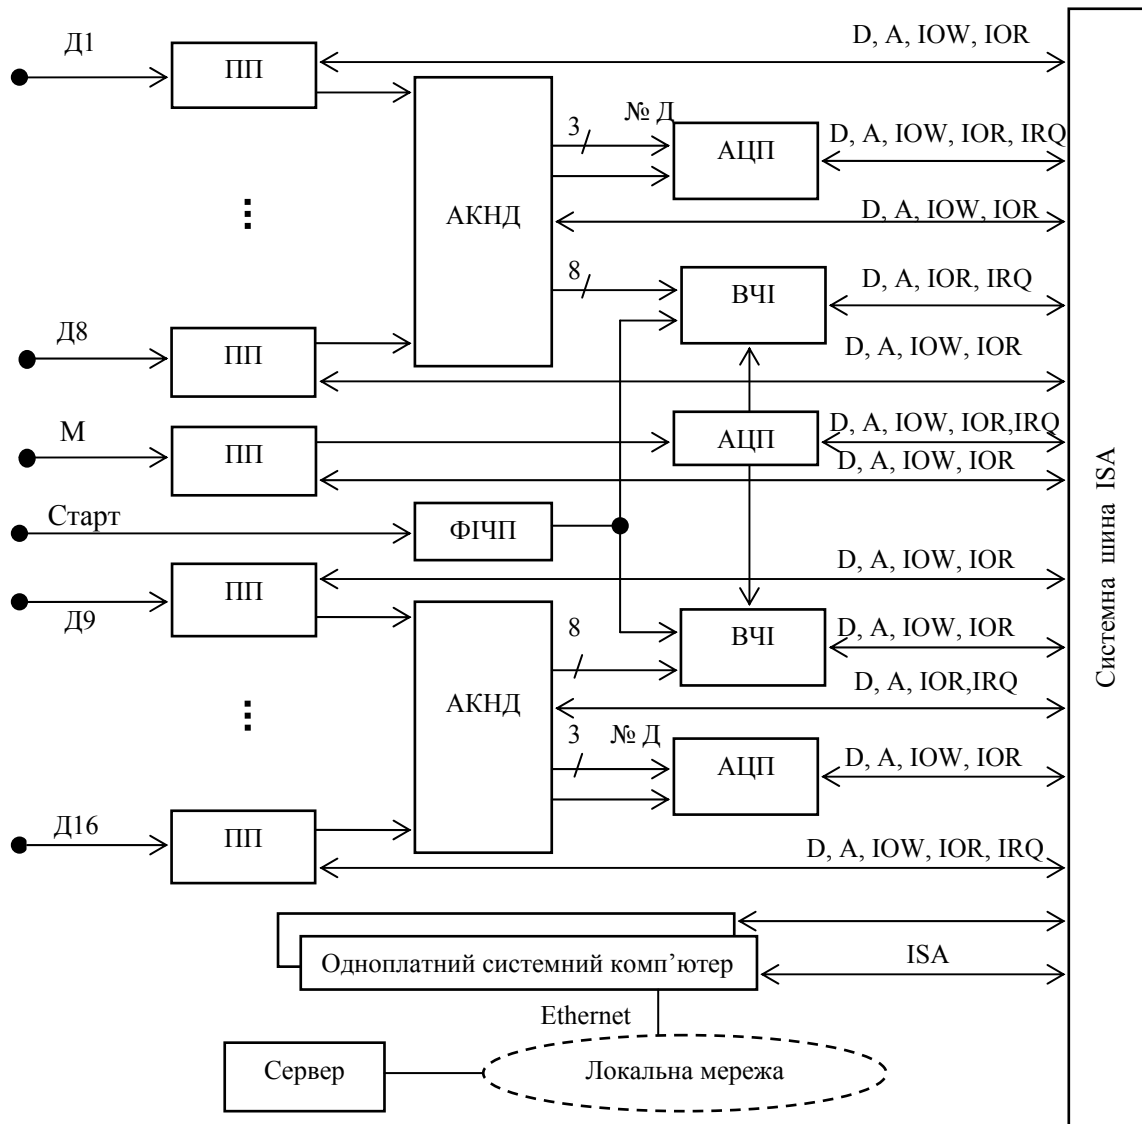 Д1
ПП
D, A, IOW, IOR
3
№ Д
АЦП
D, A, IOW, IOR, IRQ
АКНД
D, A, IOW, IOR
8
ВЧІ
D, A, IOR, IRQ
Д8
ПП
D, A, IOW, IOR
М
ПП
АЦП
D, A, IOW, IOR,IRQ
D, A, IOW, IOR
Старт
ФІЧП
D, A, IOW, IOR
ПП
Д9
8
ВЧІ
D, A, IOW, IOR
АКНД
D, A, IOR,IRQ
3
№ Д
АЦП
D, A, IOW, IOR
Д16
ПП
D, A, IOW, IOR, IRQ
Системна шина ISA
Одноплатний системний комп’ютер
ISA
Ethernet
Сервер
Локальна мережа